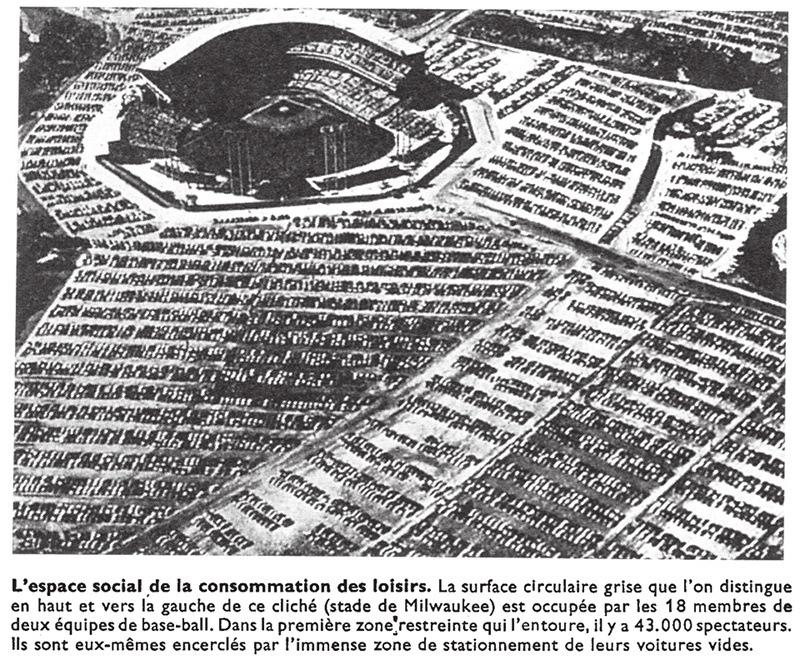 L'espace social de la consommation des loisirs. La surface circulaire grise que l'on distingue
en haut et vers la gauche de ce cliché (stade de Milwaukee) est occupée par les 18 membres de
deux équipes de base-ball. Dans la première zone restreinte qui l'entoure, il y a 43.000 spectateurs.
Ils sont eux-mêmes encerclés par l'immense zone de stationnement de leurs voitures vides.